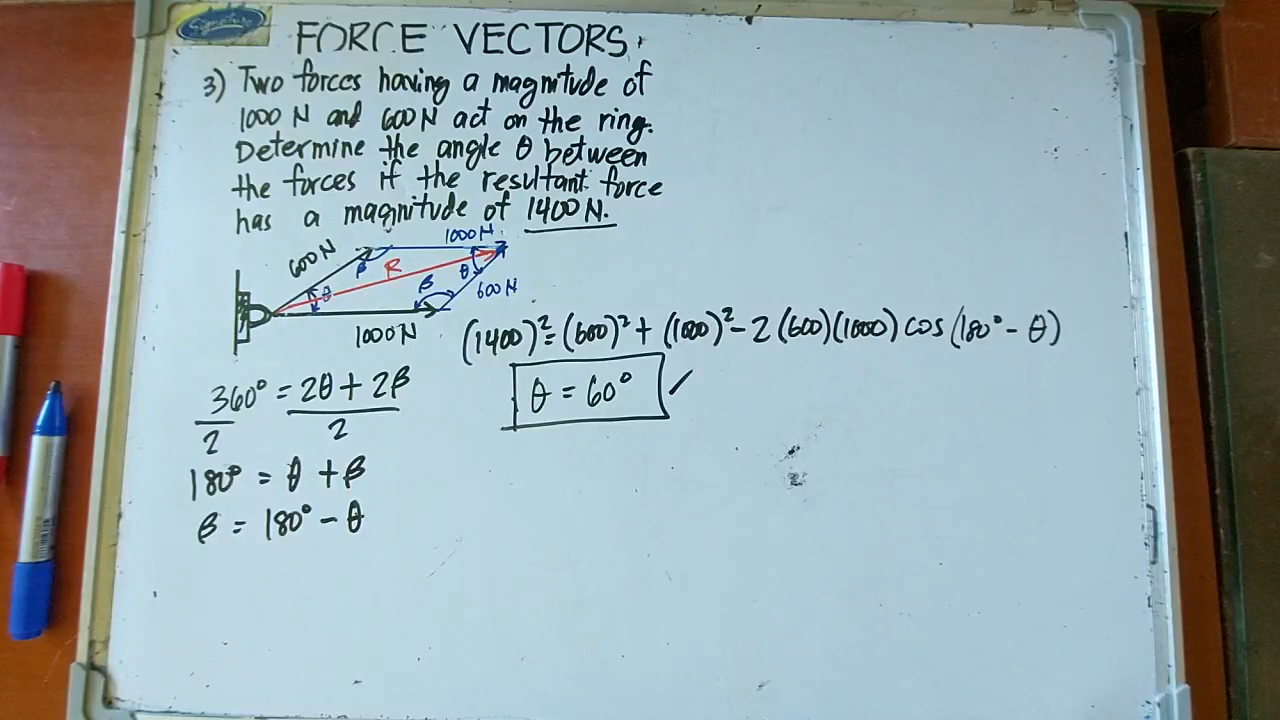 FORCE VECTORS
3) Two forces having a magnitude of
1000 N and 600 N act on the ring.
Determine the angle θ between
the forces if the resultant force
has a magnitude of 1400 N.
600 N
1000 N
β
R
θ
θ
β
600 N
1000 N
(1400)² = (600)² + (1000)² - 2 (600)(1000) cos (180° - θ)
360° = 2θ + 2β
2 2
θ = 60° ✓
180° = θ + β
β = 180° - θ